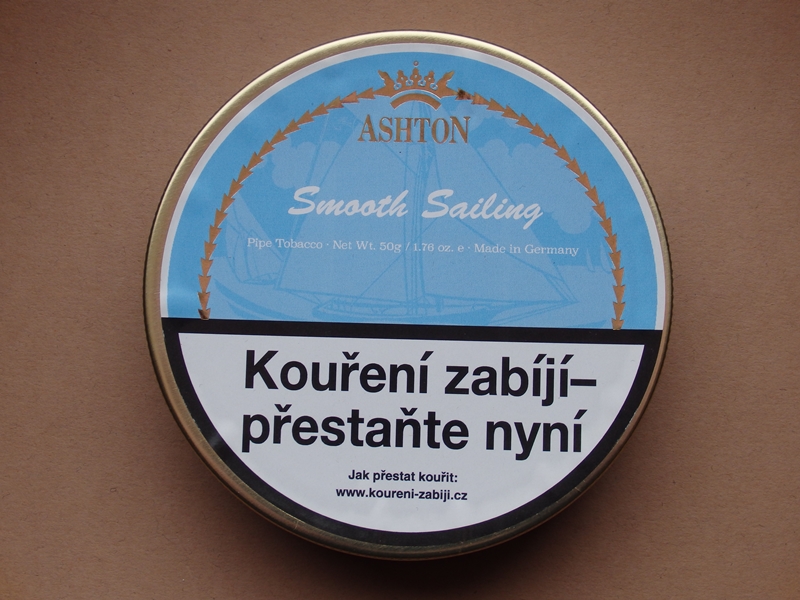 ASHTON
Smooth Sailing
Pipe Tobacco · Net Wt. 50g / 1.76 oz. e · Made in Germany
Kouření zabíjí–
přestaňte nyní
Jak přestat kouřit:
www.koureni-zabiji.cz